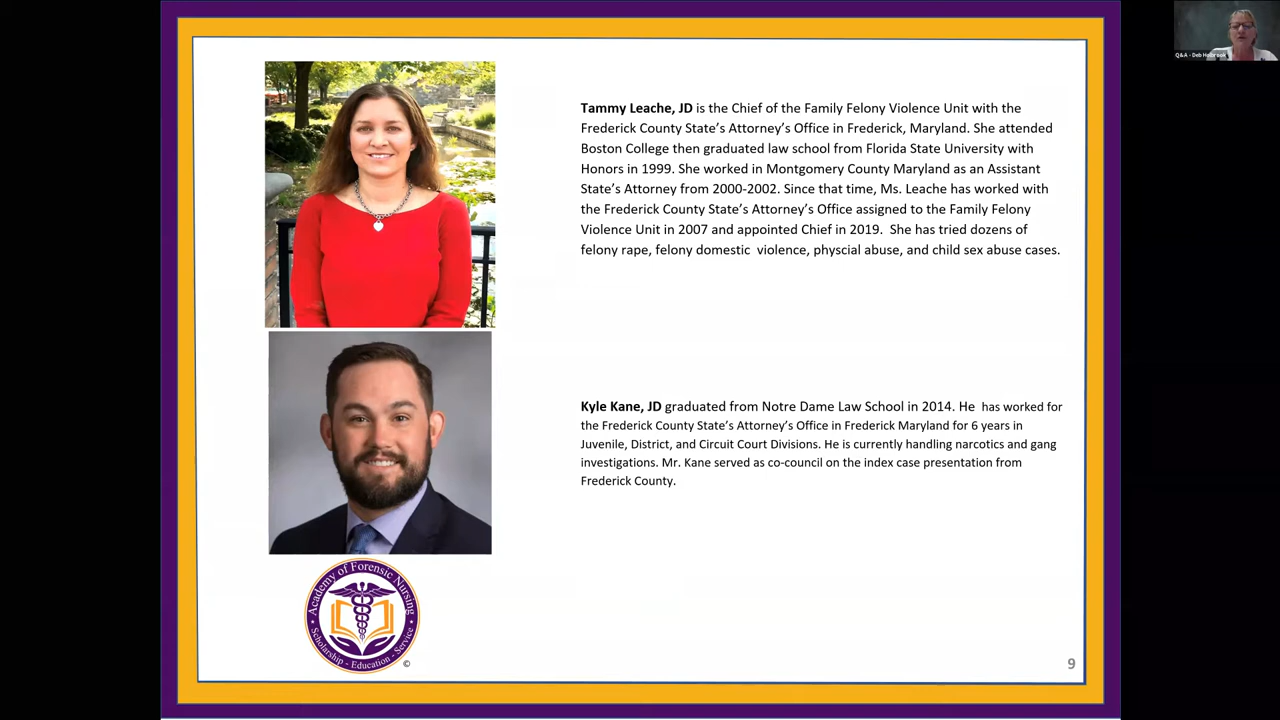 Q&A - Deb Holbrook
Tammy Leache, JD is the Chief of the Family Felony Violence Unit with the
Frederick County State's Attorney's Office in Frederick, Maryland. She attended
Boston College then graduated law school from Florida State University with
Honors in 1999. She worked in Montgomery County Maryland as an Assistant
State's Attorney from 2000-2002. Since that time, Ms. Leache has worked with
the Frederick County State's Attorney's Office assigned to the Family Felony
Violence Unit in 2007 and appointed Chief in 2019. She has tried dozens of
felony rape, felony domestic violence, physcial abuse, and child sex abuse cases.
Kyle Kane, JD graduated from Notre Dame Law School in 2014. He has worked for
the Frederick County State's Attorney's Office in Frederick Maryland for 6 years in
Juvenile, District, and Circuit Court Divisions. He is currently handling narcotics and gang
investigations. Mr. Kane served as co-council on the index case presentation from
Frederick County.
Academy of Forensic Nursing
Scholarship - Education - Service
©
9